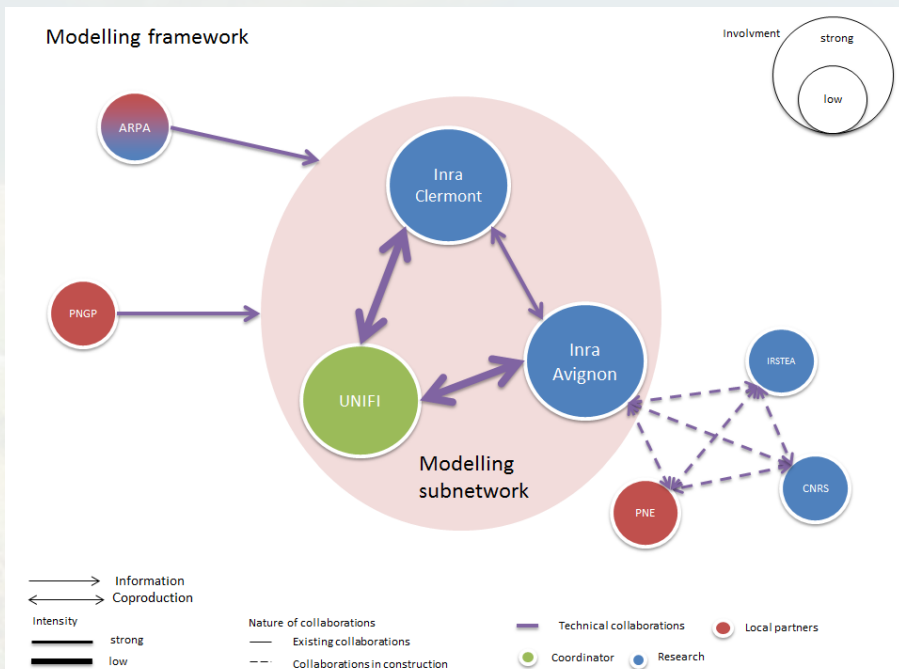 Modelling framework
Involvment
strong
low
ARPA
Inra
Clermont
PNGP
Inra
Avignon
IRSTEA
UNIFI
Modelling
subnetwork
CNRS
PNE
Information
Coproduction
Intensity
strong
low
Nature of collaborations
Existing collaborations
Collaborations in construction
Technical collaborations
Local partners
Coordinator
Research